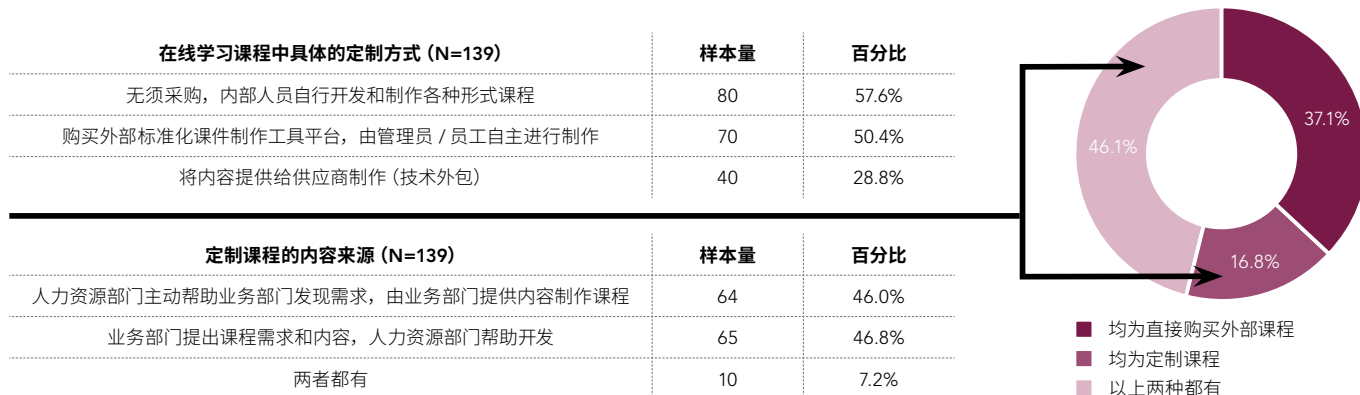 在线学习课程中具体的定制方式（N=139） 样本量 百分比
无须采购，内部人员自行开发和制作各种形式课程 80 57.6%
购买外部标准化课件制作工具平台，由管理员 / 员工自主进行制作 70 50.4%
将内容提供给供应商制作（技术外包） 40 28.8%
定制课程的内容来源（N=139） 样本量 百分比
人力资源部门主动帮助业务部门发现需求，由业务部门提供内容制作课程 64 46.0%
业务部门提出课程需求和内容，人力资源部门帮助开发 65 46.8%
两者都有 10 7.2%
37.1%
46.1%
16.8%
均为直接购买外部课程
均为定制课程
以上两种都有